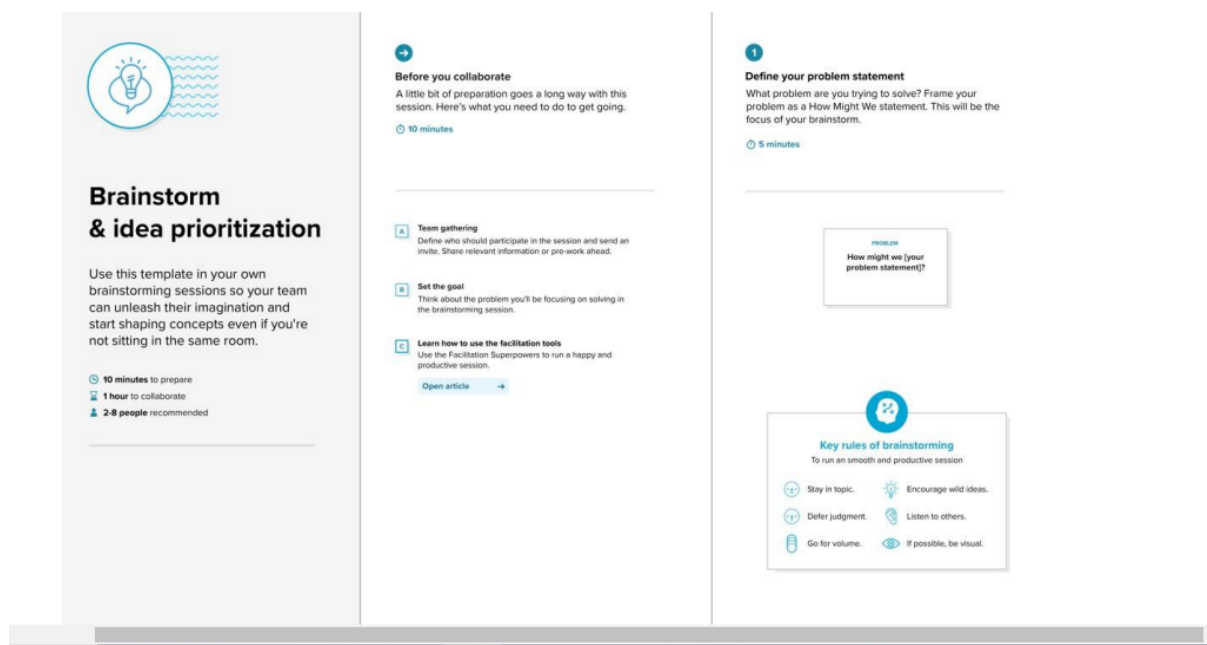 Brainstorm
& idea prioritization
Use this template in your own
brainstorming sessions so your team
can unleash their imagination and
start shaping concepts even if you're
not sitting in the same room.
10 minutes to prepare
1 hour to collaborate
2-8 people recommended
Before you collaborate
A little bit of preparation goes a long way with this
session. Here's what you need to do to get going.
10 minutes
A
Team gathering
Define who should participate in the session and send an
invite. Share relevant information or pre-work ahead.
B
Set the goal
Think about the problem you'll be focusing on solving in
the brainstorming session.
C
Learn how to use the facilitation tools
Use the Facilitation Superpowers to run a happy and
productive session.
Open article
1
Define your problem statement
What problem are you trying to solve? Frame your
problem as a How Might We statement. This will be the
focus of your brainstorm.
5 minutes
PROBLEM
How might we [your
problem statement]?
Key rules of brainstorming
To run an smooth and productive session
Stay in topic.
Encourage wild ideas.
Defer judgment.
Listen to others.
Go for volume.
If possible, be visual.